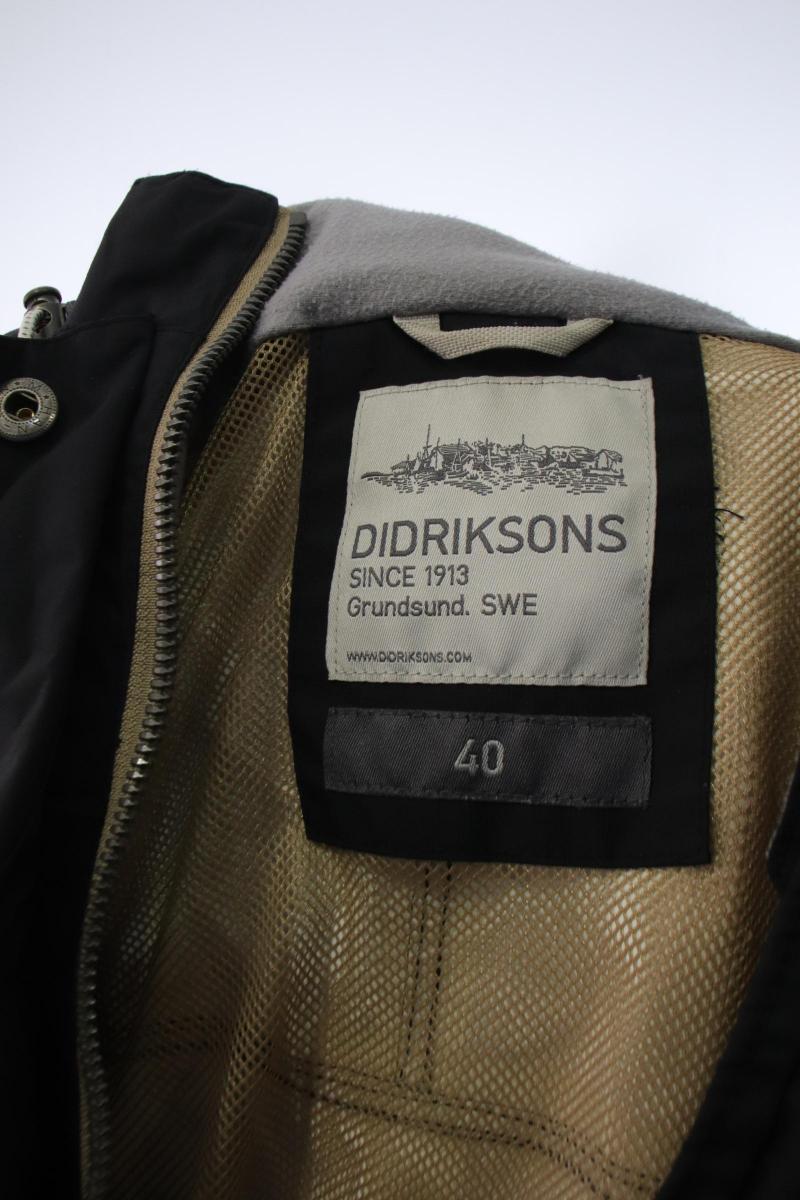 DIDRIKSONS
SINCE 1913
Grundsund. SWE
WWW.DIDRIKSONS.COM
40